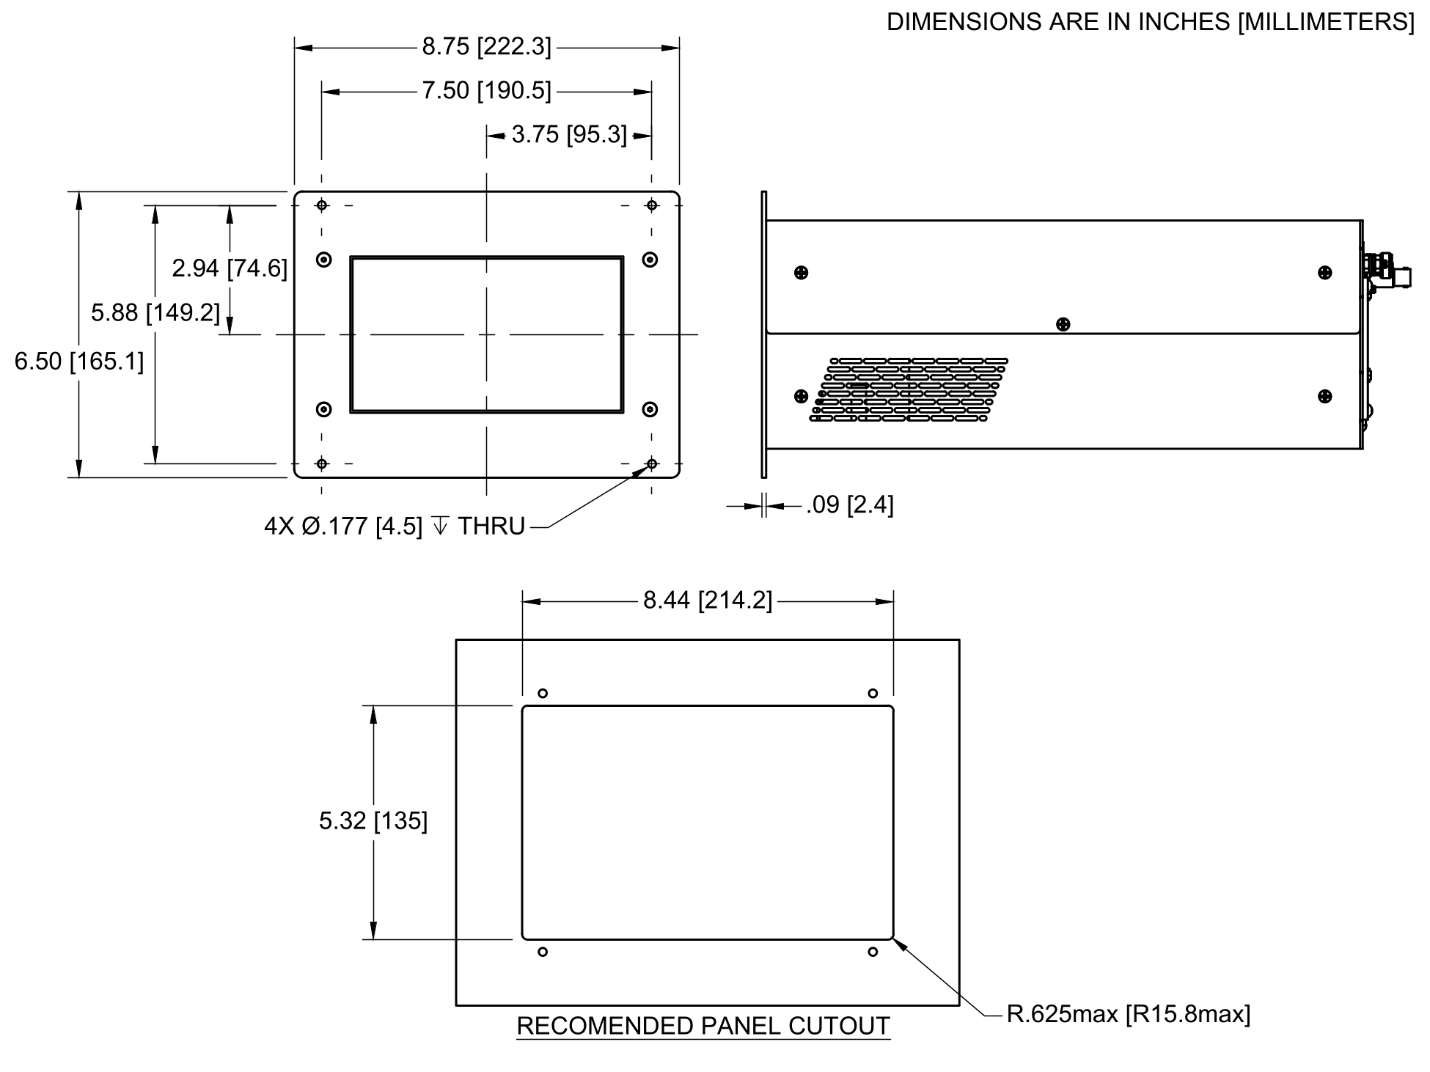 DIMENSIONS ARE IN INCHES [MILLIMETERS]
8.75 [222.3]
7.50 [190.5]
3.75 [95.3]
2.94 [74.6]
5.88 [149.2]
6.50 [165.1]
4X Ø.177 [4.5] ↧ THRU
.09 [2.4]
8.44 [214.2]
5.32 [135]
R.625max [R15.8max]
RECOMENDED PANEL CUTOUT